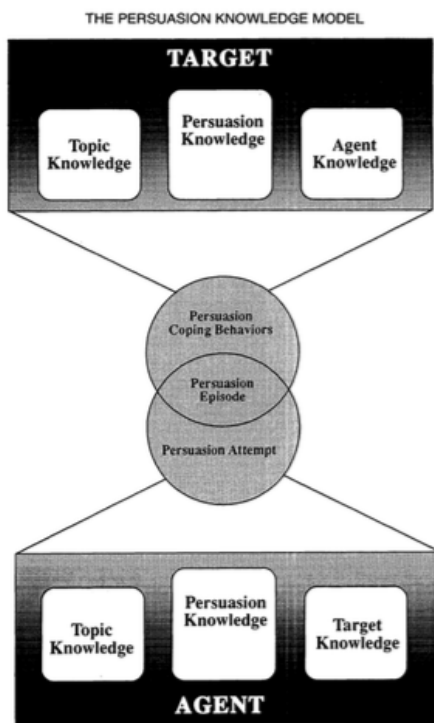 THE PERSUASION KNOWLEDGE MODEL
TARGET
Topic
Knowledge
Persuasion
Knowledge
Agent
Knowledge
Persuasion
Coping Behaviors
Persuasion
Episode
Persuasion Attempt
Topic
Knowledge
Persuasion
Knowledge
Target
Knowledge
AGENT